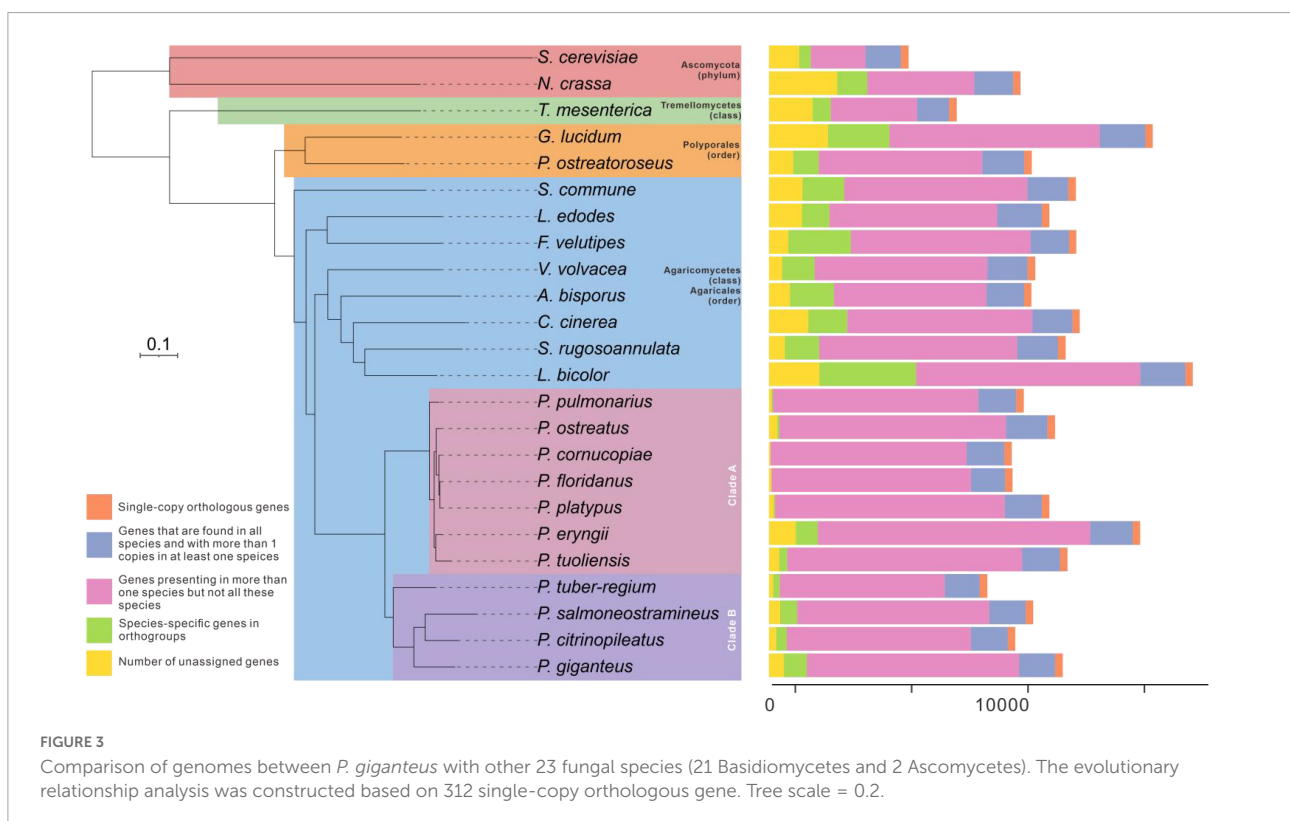 S. cerevisiae
Ascomycota
(phylum)
N. crassa
T. mesenterica
Tremellomycetes
(class)
G. lucidum
Polyporales
(order)
P. ostreatoroseus
S. commune
L. edodes
F. velutipes
V. volvacea
Agaricomycetes
(class)
Agaricales
(order)
A. bisporus
C. cinerea
0.1
S. rugosoannulata
L. bicolor
P. pulmonarius
P. ostreatus
P. cornucopiae
P. floridanus
P. platypus
P. eryngii
P. tuoliensis
Clade A
P. tuber-regium
P. salmoneostramineus
P. citrinopileatus
P. giganteus
Clade B
Single-copy orthologous genes
Genes that are found in all
species and with more than 1
copies in at least one speices
Genes presenting in more than
one species but not all these
species
Species-specific genes in
orthogroups
Number of unassigned genes
0
10000
FIGURE 3
Comparison of genomes between P. giganteus with other 23 fungal species (21 Basidiomycetes and 2 Ascomycetes). The evolutionary
relationship analysis was constructed based on 312 single-copy orthologous gene. Tree scale = 0.2.